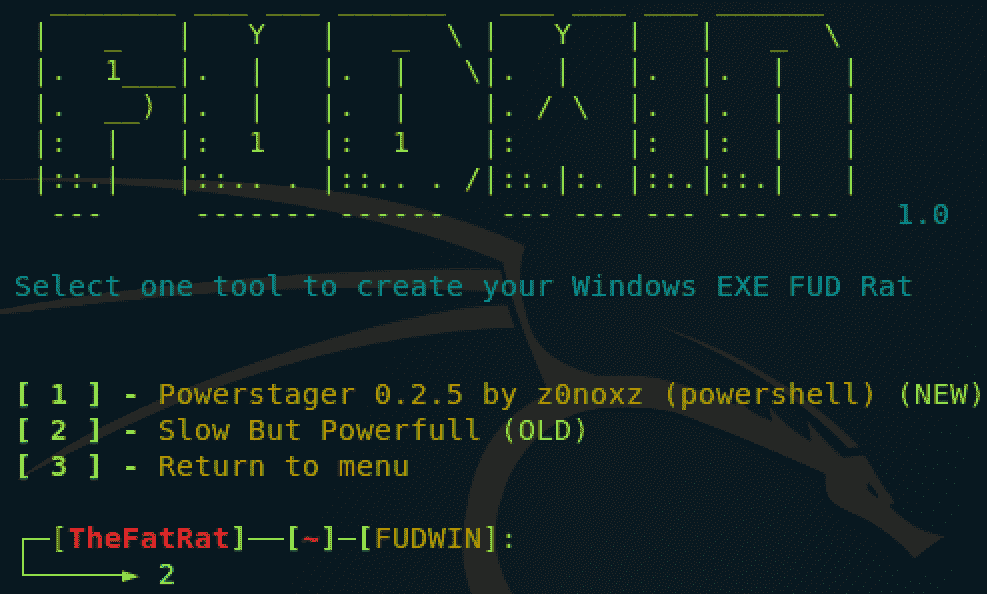 1.0
Select one tool to create your Windows EXE FUD Rat
[ 1 ] - Powerstager 0.2.5 by z0noxz (powershell) (NEW)
[ 2 ] - Slow But Powerfull (OLD)
[ 3 ] - Return to menu
[TheFatRat]—[~]—[FUDWIN]:
2